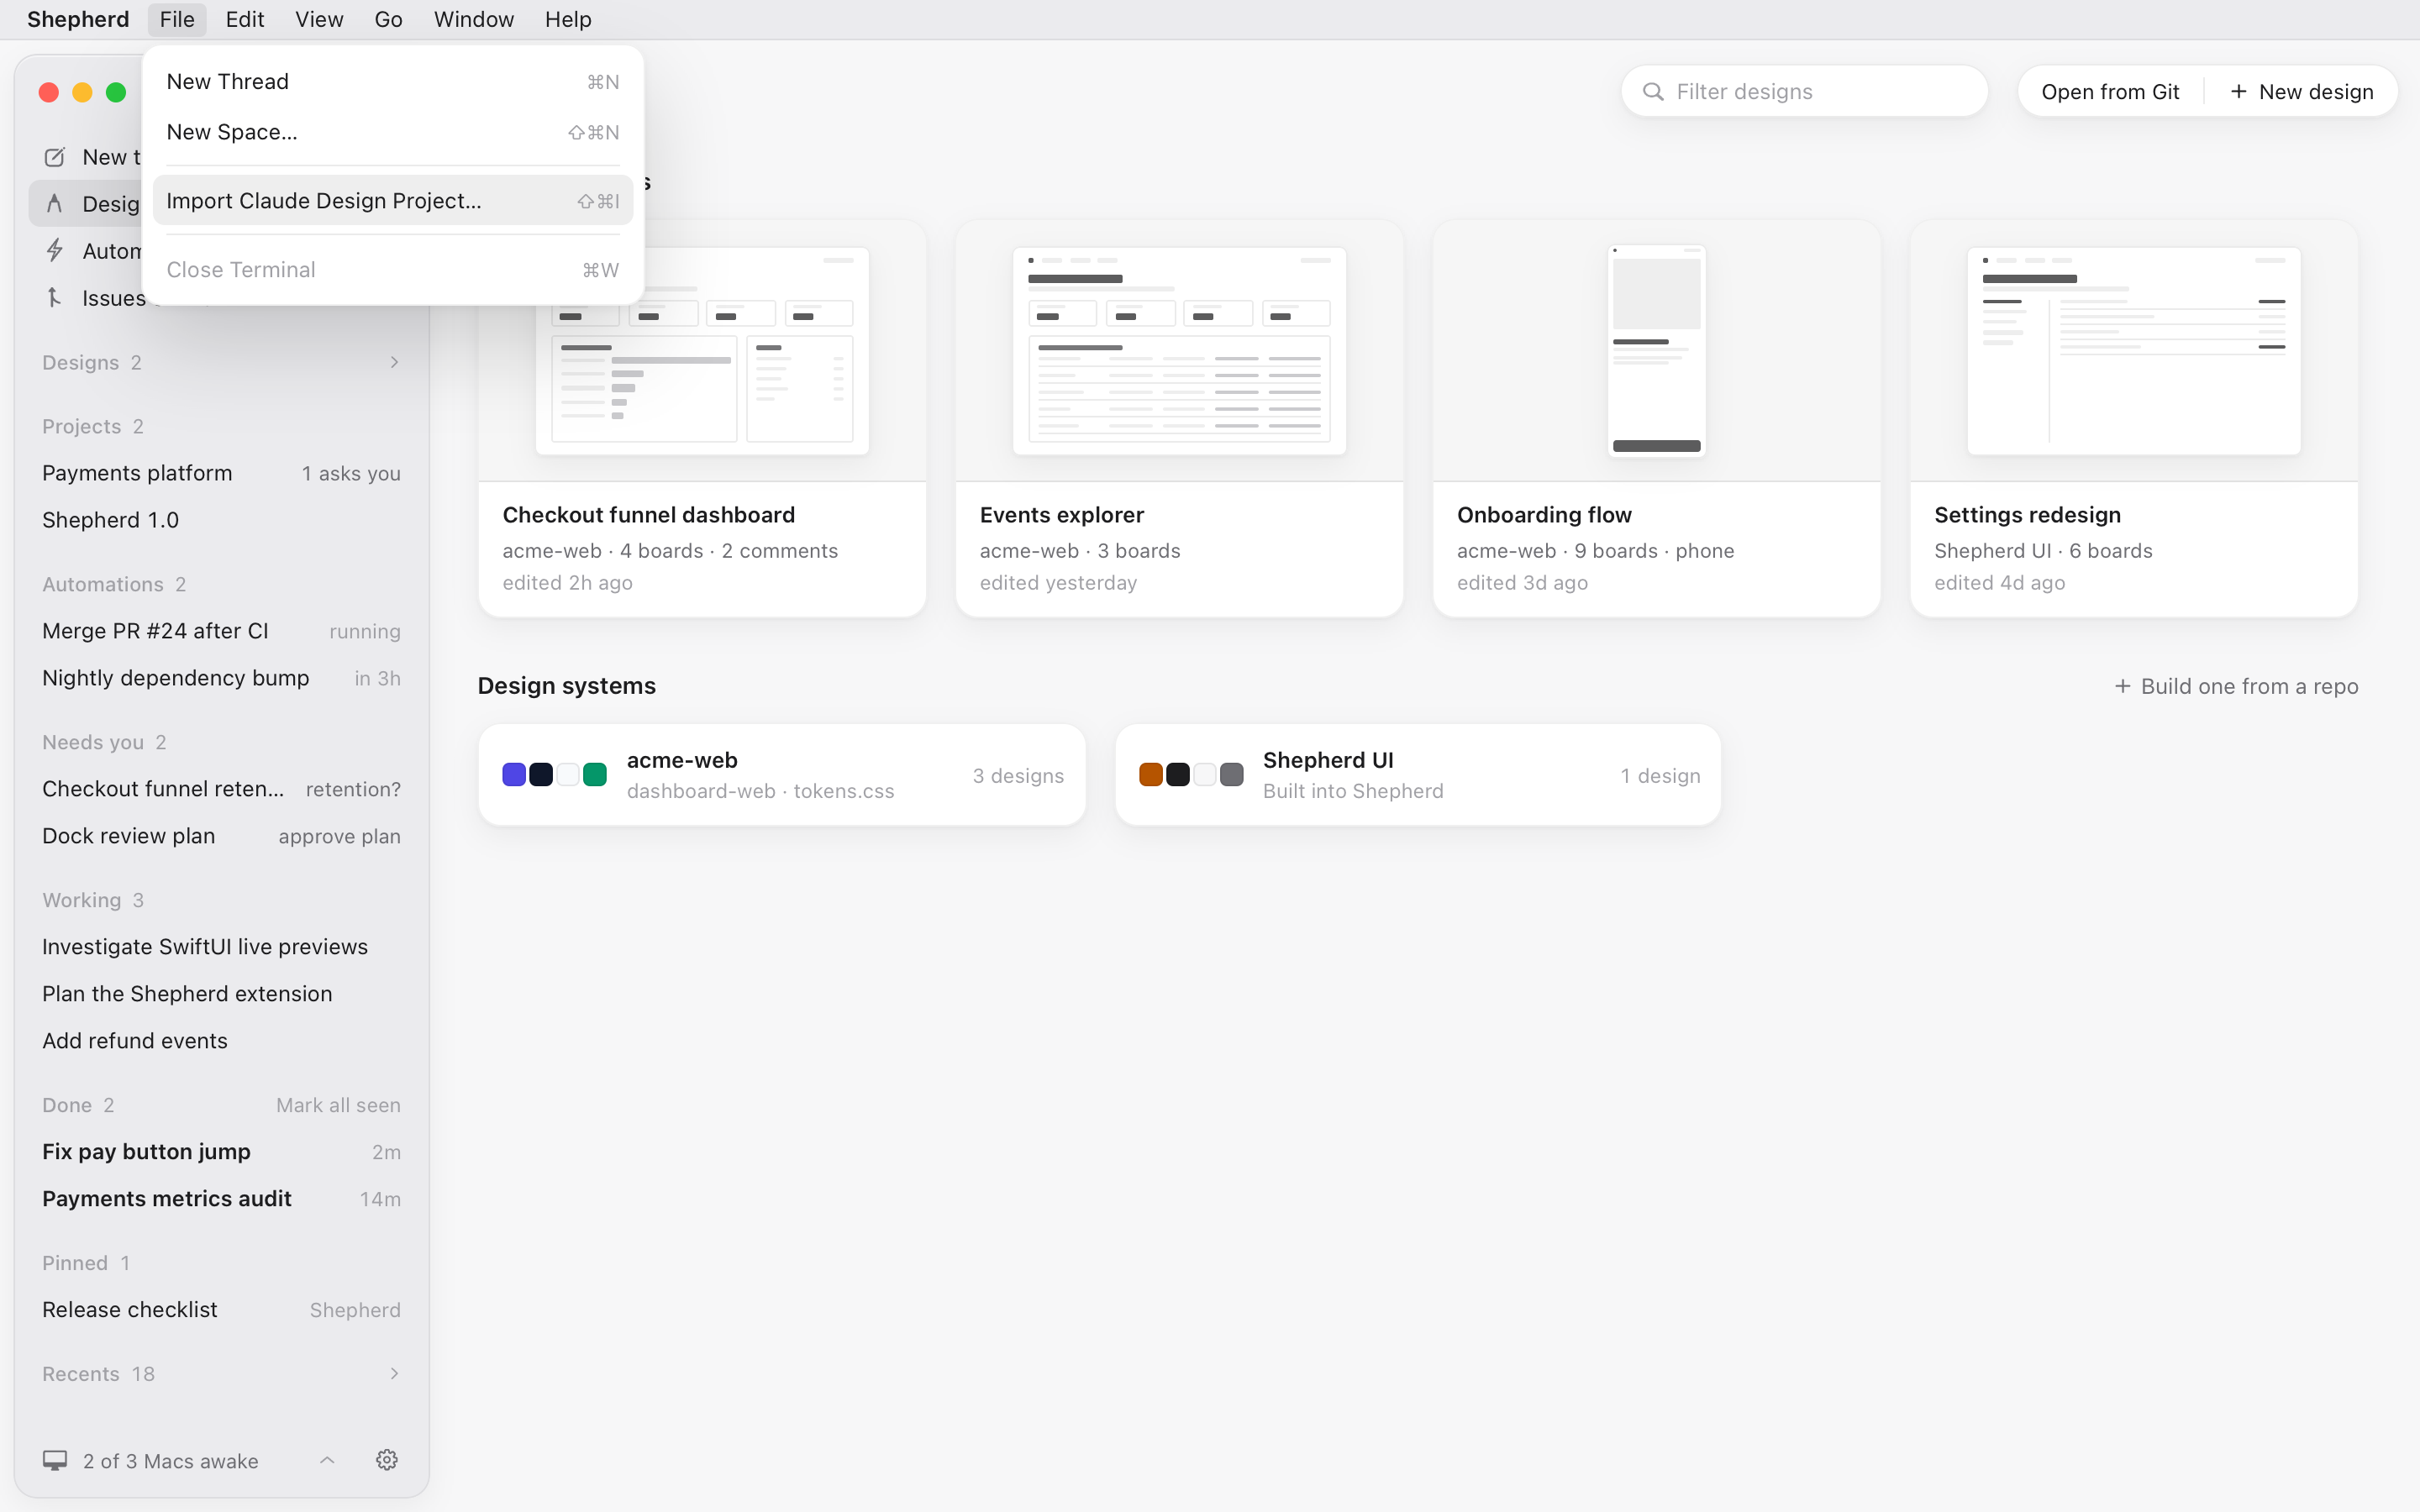 Shepherd File Edit View Go Window Help
New Thread ⌘N
New Space... ⇧⌘N
Import Claude Design Project... ⇧⌘I
Close Terminal ⌘W
Filter designs
Open from Git
+ New design
New t
Desig
Autom
Issues
Designs 2
Projects 2
Payments platform 1 asks you
Shepherd 1.0
Automations 2
Merge PR #24 after CI running
Nightly dependency bump in 3h
Needs you 2
Checkout funnel reten... retention?
Dock review plan approve plan
Working 3
Investigate SwiftUI live previews
Plan the Shepherd extension
Add refund events
Done 2 Mark all seen
Fix pay button jump 2m
Payments metrics audit 14m
Pinned 1
Release checklist Shepherd
Recents 18
2 of 3 Macs awake
s
Checkout funnel dashboard
acme-web · 4 boards · 2 comments
edited 2h ago
Events explorer
acme-web · 3 boards
edited yesterday
Onboarding flow
acme-web · 9 boards · phone
edited 3d ago
Settings redesign
Shepherd UI · 6 boards
edited 4d ago
Design systems
+ Build one from a repo
acme-web
dashboard-web · tokens.css
3 designs
Shepherd UI
Built into Shepherd
1 design